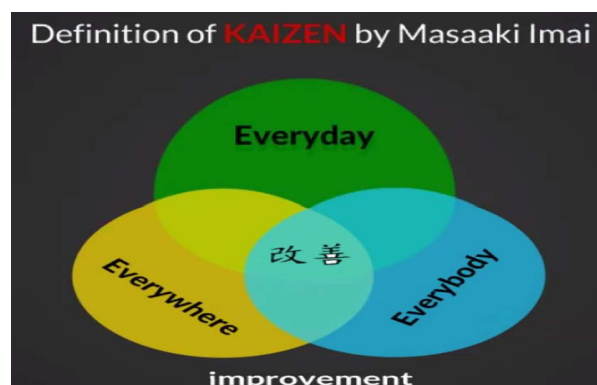 Definition of KAIZEN by Masaaki Imai
Everyday
改善
Everywhere
Everybody
improvement